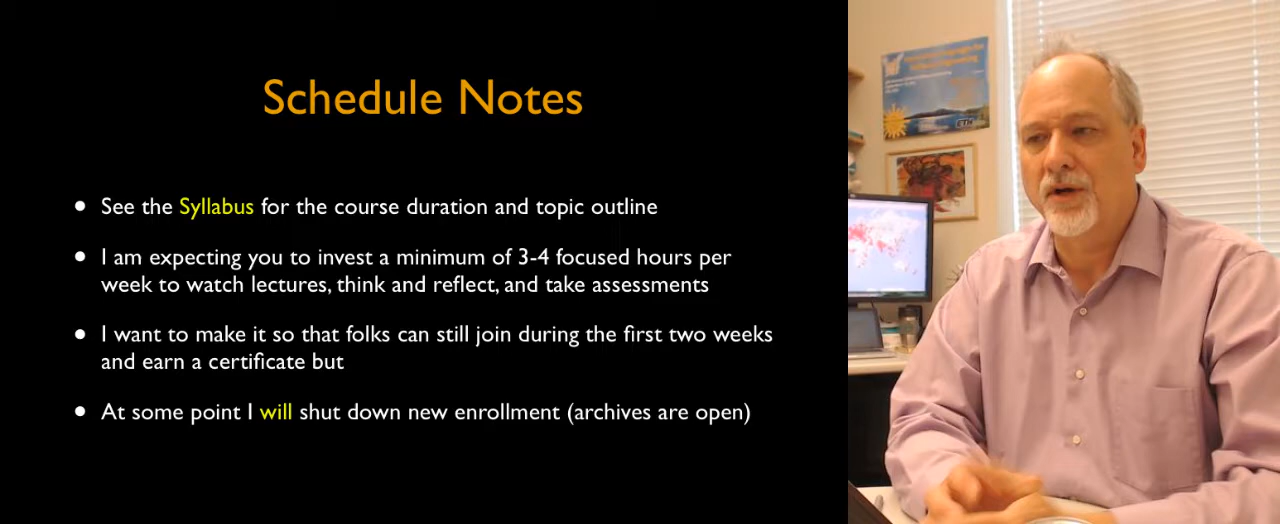 Schedule Notes
• See the Syllabus for the course duration and topic outline
• I am expecting you to invest a minimum of 3-4 focused hours per
week to watch lectures, think and reflect, and take assessments
• I want to make it so that folks can still join during the first two weeks
and earn a certificate but
• At some point I will shut down new enrollment (archives are open)